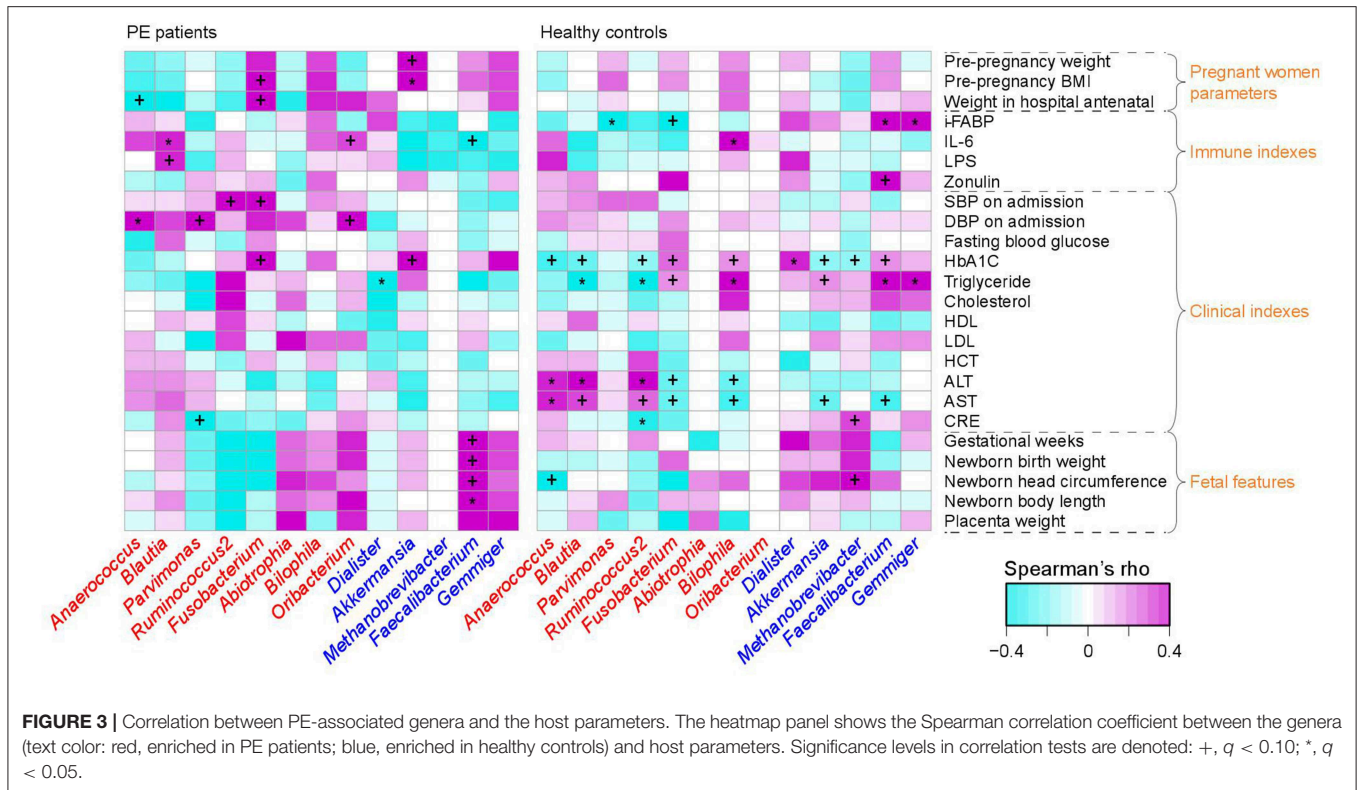 PE patients
Healthy controls
Pre-pregnancy weight
Pre-pregnancy BMI
Weight in hospital antenatal
i-FABP
IL-6
LPS
Zonulin
SBP on admission
DBP on admission
Fasting blood glucose
HbA1C
Triglyceride
Cholesterol
HDL
LDL
HCT
ALT
AST
CRE
Gestational weeks
Newborn birth weight
Newborn head circumference
Newborn body length
Placenta weight
Pregnant women
parameters
Immune indexes
Clinical indexes
Fetal features
Anaerococcus
Blautia
Parvimonas
Ruminococcus2
Fusobacterium
Abiotrophia
Bilophila
Oribacterium
Dialister
Akkermansia
Methanobrevibacter
Faecalibacterium
Gemmiger
Anaerococcus
Blautia
Parvimonas
Ruminococcus2
Fusobacterium
Abiotrophia
Bilophila
Oribacterium
Dialister
Akkermansia
Methanobrevibacter
Faecalibacterium
Gemmiger
Spearman's rho
−0.4 0 0.4
FIGURE 3 | Correlation between PE-associated genera and the host parameters. The heatmap panel shows the Spearman correlation coefficient between the genera
(text color: red, enriched in PE patients; blue, enriched in healthy controls) and host parameters. Significance levels in correlation tests are denoted: +, q < 0.10; *, q
< 0.05.